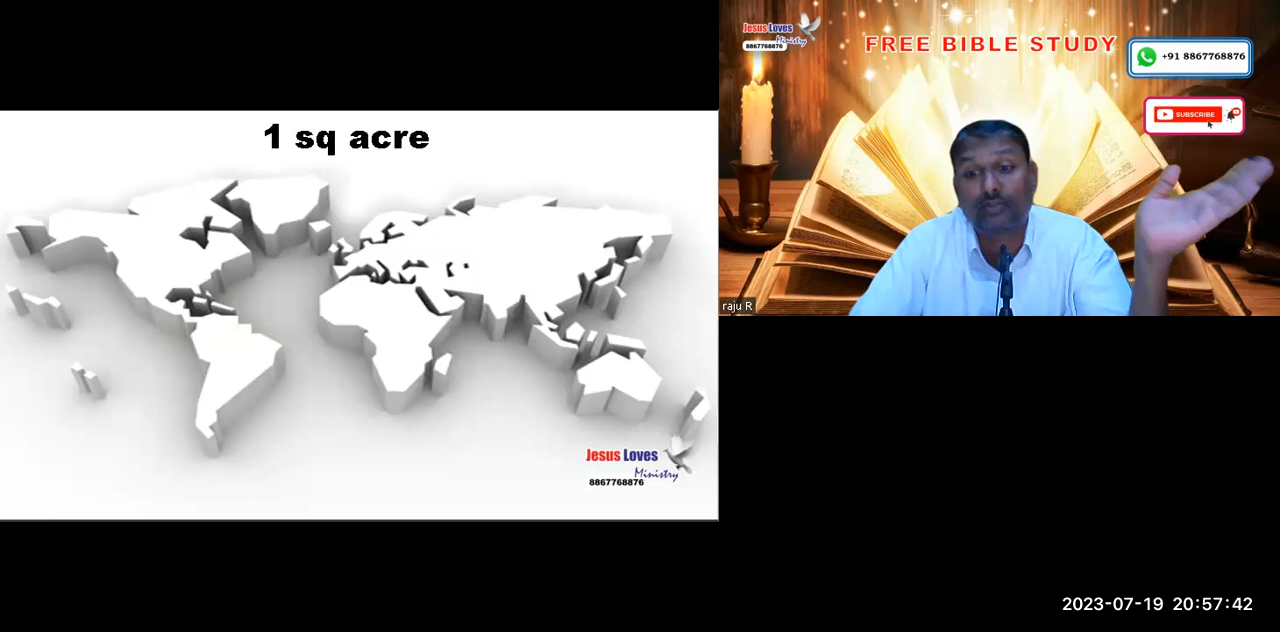 1 sq acre
Jesus Loves
Ministry
8867768876
Jesus Loves
Ministry
8867768876
FREE BIBLE STUDY
+91 8867768876
SUBSCRIBE
raju R
2023-07-19 20:57:42